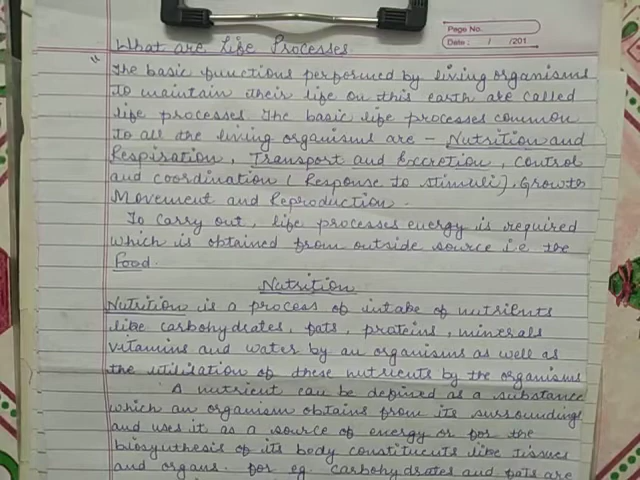 Page No.
Date : / /201
What are Life Processes
" The basic functions performed by living organisms
to maintain their life on this earth are called
life processes. The basic life processes common
to all the living organisms are - Nutrition and
Respiration, Transport and Excretion, control
and coordination (Response to stimuli), Growth
Movement and Reproduction.
To carry out, life processes energy is required
which is obtained from outside source i.e the
food.
Nutrition
Nutrition is a process of intake of nutrients
like carbohydrates, fats, proteins, minerals
vitamins and water by an organisms as well as
the utilisation of these nutrients by the organisms
A nutrient can be defined as a substance
which an organism obtains from its surroundings
and uses it as a source of energy or for the
biosynthesis of its body constituents like tissues
and organs. for eg. carbohydrates and fats are